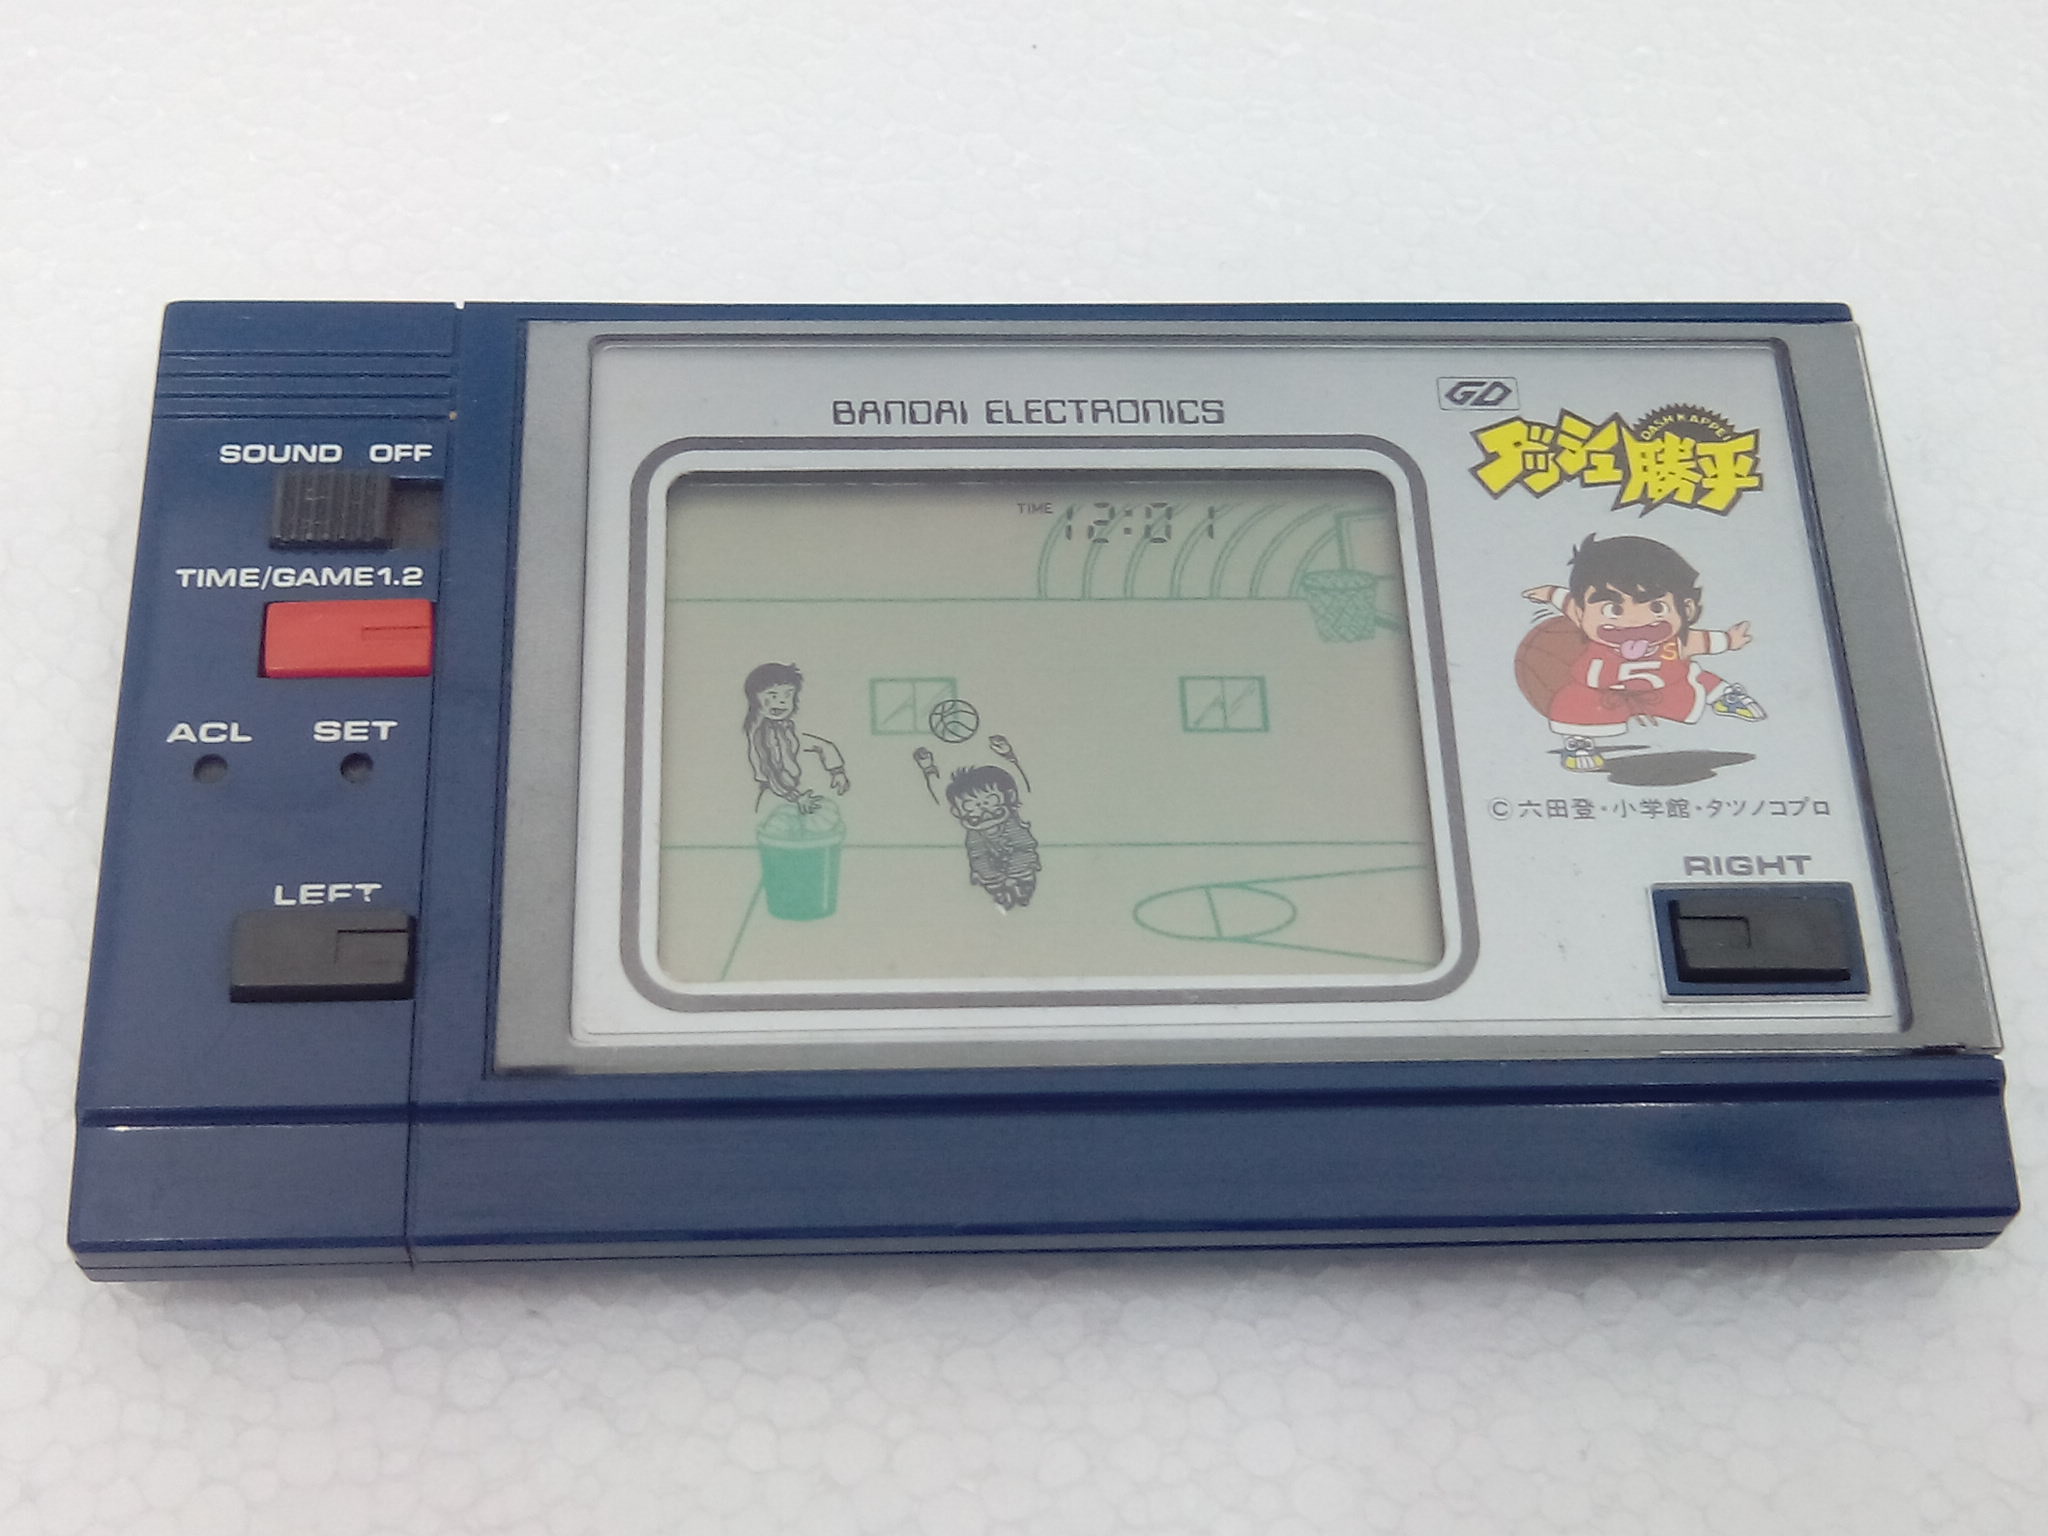 BANDAI ELECTRONICS
GD
DASH KAPPEI
ダッシュ勝平
SOUND OFF
TIME/GAME1.2
ACL SET
LEFT
TIME 12:01
S
15
©六田登・小学館・タツノコプロ
RIGHT